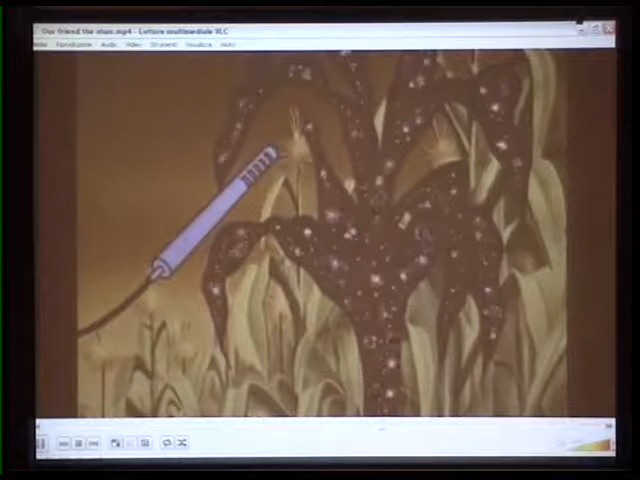 Our friend the atom.mp4 - Lettore multimediale VLC
Media Riproduzione Audio Video Strumenti Visualizza Aiuto